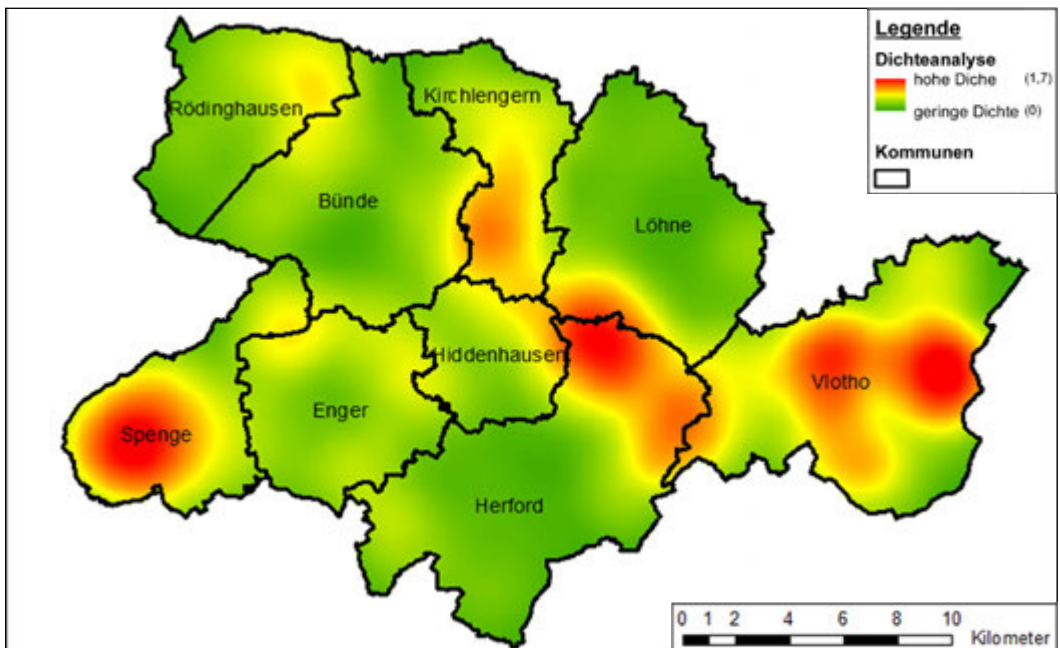 Legende
Dichteanalyse
hohe Diche (1,7)
geringe Dichte (0)
Kommunen
Rödinghausen
Kirchlengern
Bünde
Löhne
Hiddenhausen
Vlotho
Enger
Spenge
Herford
0 1 2 4 6 8 10
Kilometer